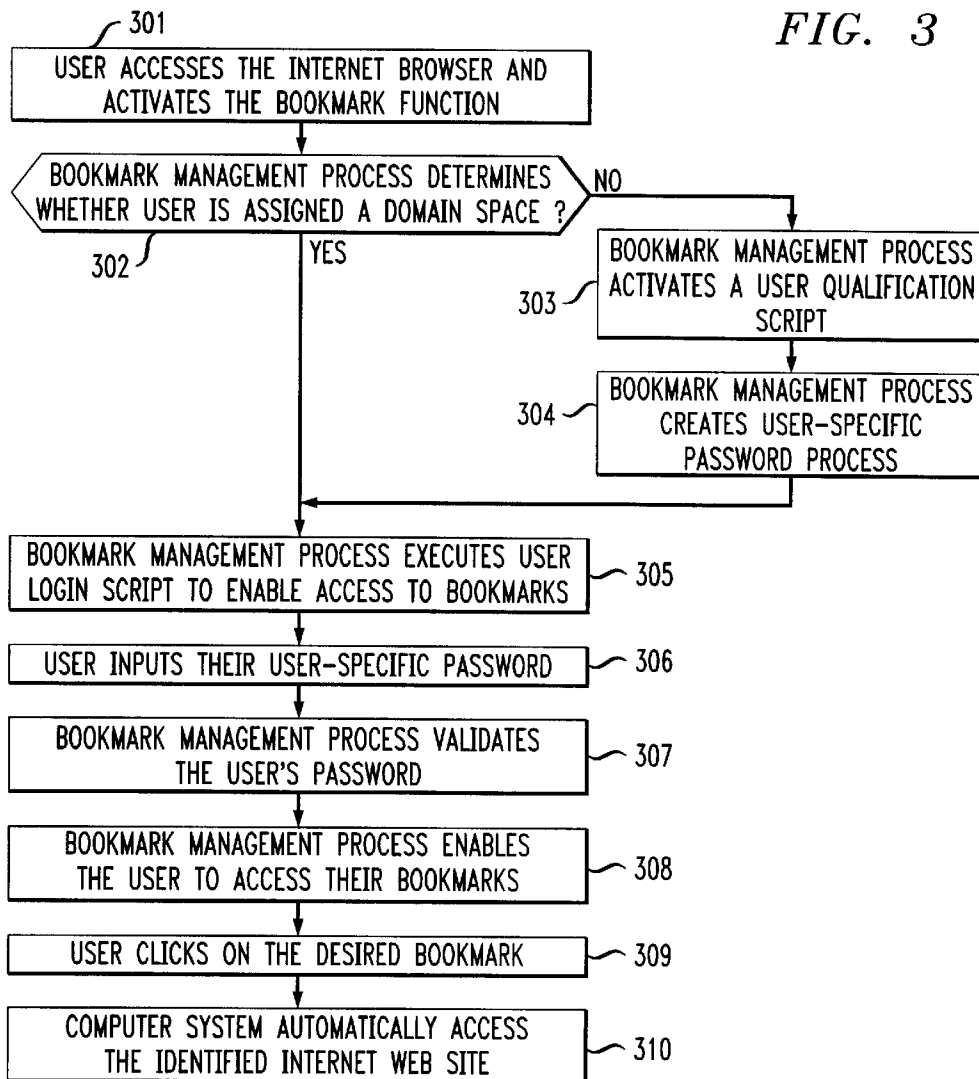 FIG. 3
301
USER ACCESSES THE INTERNET BROWSER AND
ACTIVATES THE BOOKMARK FUNCTION
BOOKMARK MANAGEMENT PROCESS DETERMINES
WHETHER USER IS ASSIGNED A DOMAIN SPACE ?
302
NO
YES
BOOKMARK MANAGEMENT PROCESS
ACTIVATES A USER QUALIFICATION
SCRIPT
303
BOOKMARK MANAGEMENT PROCESS
CREATES USER-SPECIFIC
PASSWORD PROCESS
304
BOOKMARK MANAGEMENT PROCESS EXECUTES USER
LOGIN SCRIPT TO ENABLE ACCESS TO BOOKMARKS
305
USER INPUTS THEIR USER-SPECIFIC PASSWORD
306
BOOKMARK MANAGEMENT PROCESS VALIDATES
THE USER'S PASSWORD
307
BOOKMARK MANAGEMENT PROCESS ENABLES
THE USER TO ACCESS THEIR BOOKMARKS
308
USER CLICKS ON THE DESIRED BOOKMARK
309
COMPUTER SYSTEM AUTOMATICALLY ACCESS
THE IDENTIFIED INTERNET WEB SITE
310